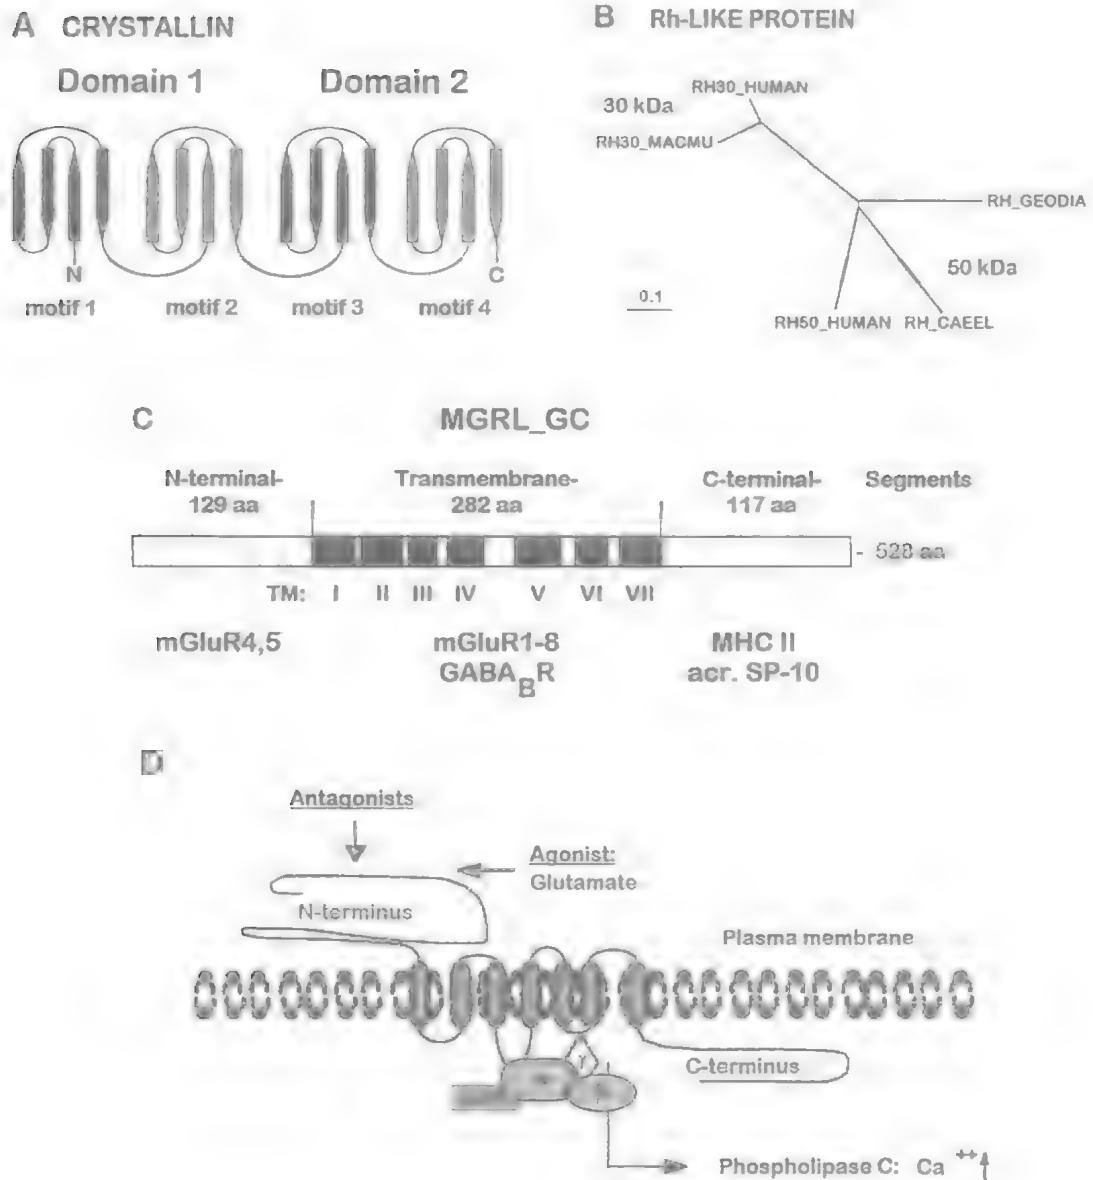 A CRYSTALLIN
Domain 1 Domain 2
N C
motif 1 motif 2 motif 3 motif 4
B Rh-LIKE PROTEIN
RH30_HUMAN
30 kDa
RH30_MACMU
RH_GEODIA
50 kDa
0.1
RH50_HUMAN RH_CAEEL
C MGRL_GC
N-terminal- Transmembrane- C-terminal- Segments
129 aa 282 aa 117 aa
- 528 aa
TM: I II III IV V VI VII
mGluR4,5 mGluR1-8 MHC II
GABABR acr. SP-10
D
Antagonists
Agonist:
Glutamate
N-terminus
Plasma membrane
γ
C-terminus
Phospholipase C: Ca ++